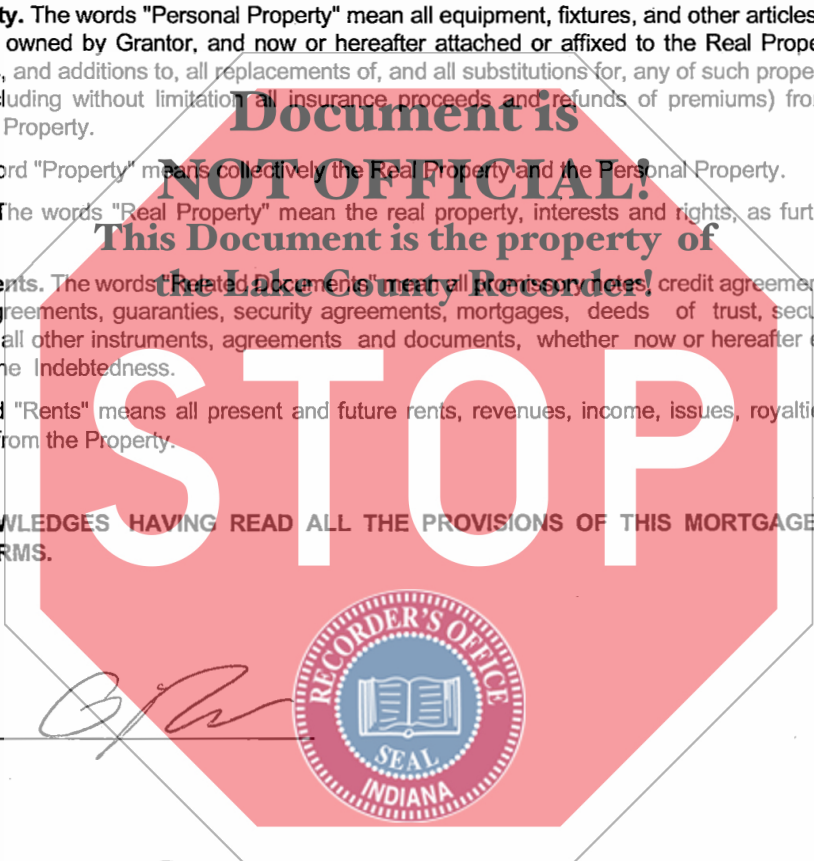 ty. The words "Personal Property" mean all equipment, fixtures, and other articles
owned by Grantor, and now or hereafter attached or affixed to the Real Prope
, and additions to, all replacements of, and all substitutions for, any of such prope
luding without limitation all insurance proceeds and refunds of premiums) fro
Property.
Document is
ord "Property" means collectively the Real Property and the Personal Property.
NOT OFFICIAL!
The words "Real Property" mean the real property, interests and rights, as furt
This Document is the property of
ents. The words "Related Documents" mean all promissory notes, credit agreemen
the Lake County Recorder!
reements, guaranties, security agreements, mortgages, deeds of trust, secu
all other instruments, agreements and documents, whether now or hereafter e
ne Indebtedness.
d "Rents" means all present and future rents, revenues, income, issues, royaltie
from the Property.
STOP
WLEDGES HAVING READ ALL THE PROVISIONS OF THIS MORTGAGE
RMS.
RECORDER'S OFFICE
SEAL
INDIANA